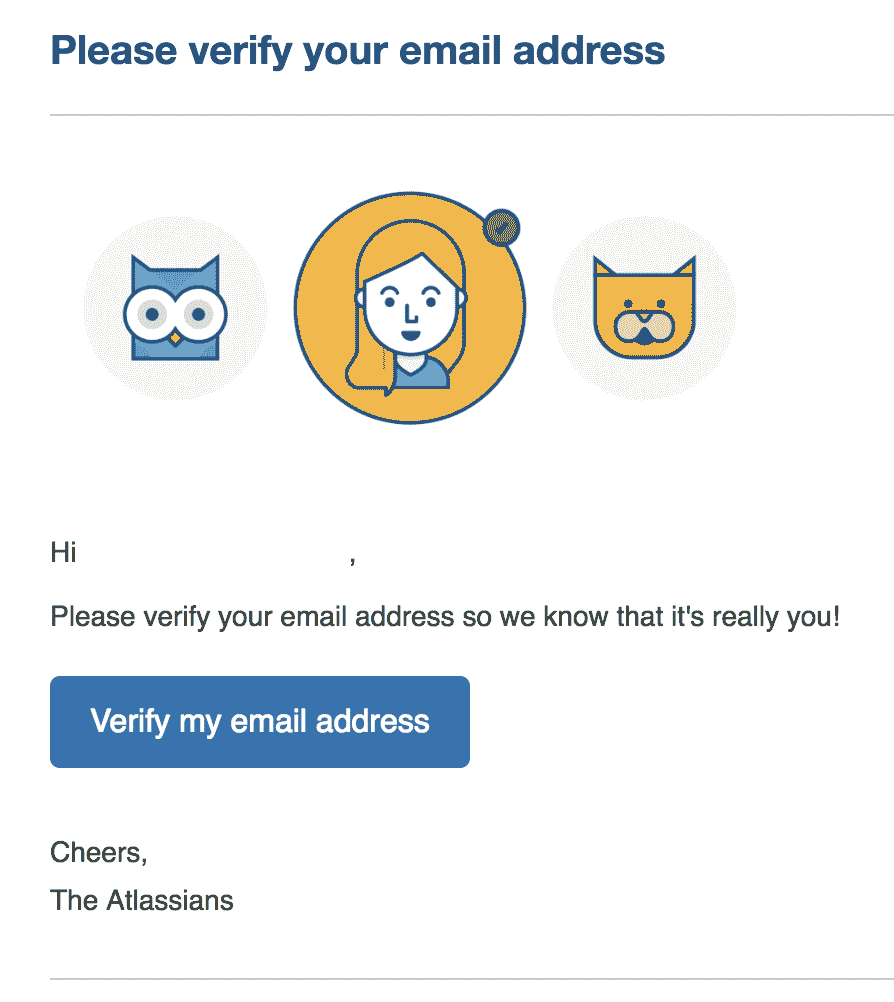 Please verify your email address
Hi ,
Please verify your email address so we know that it's really you!
Verify my email address
Cheers,
The Atlassians